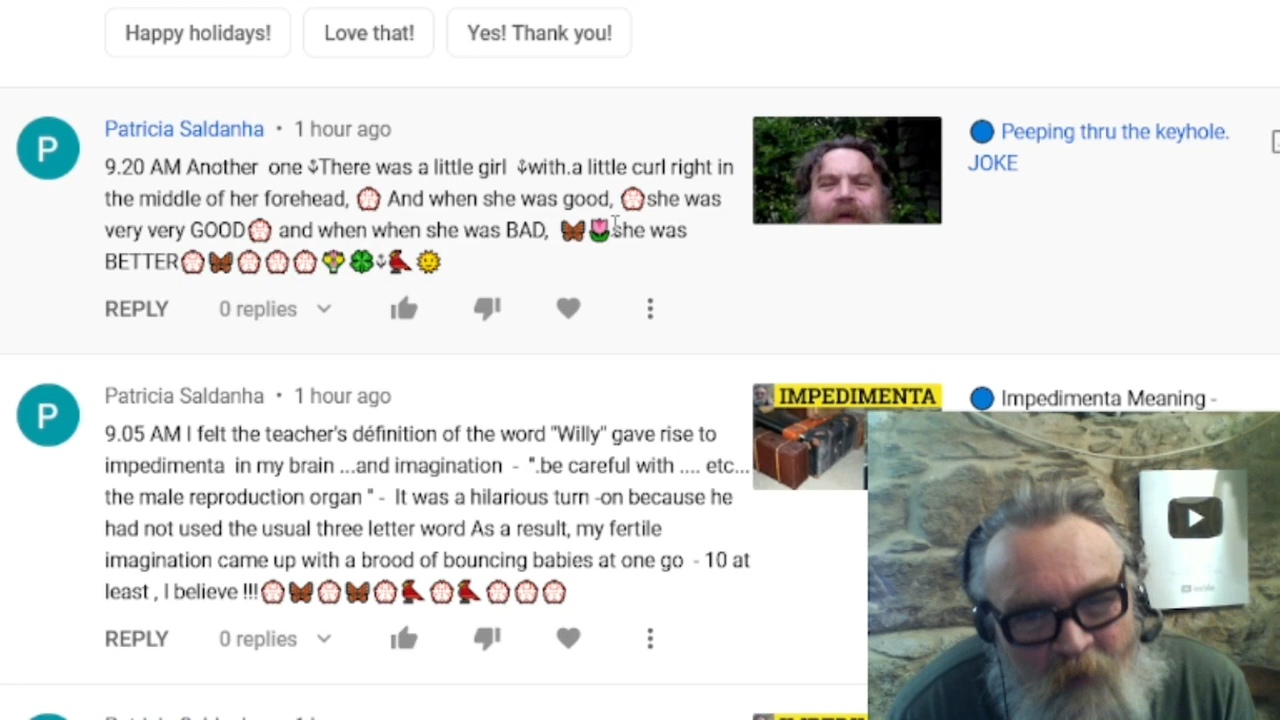 Happy holidays! Love that! Yes! Thank you!
P
Patricia Saldanha • 1 hour ago
9.20 AM Another one ⚓There was a little girl ⚓with.a little curl right in
the middle of her forehead, And when she was good, she was
very very GOOD and when when she was BAD, 🦋🌷she was
BETTER 🦋💐🍀⚓🌞
REPLY 0 replies
Peeping thru the keyhole.
JOKE
P
Patricia Saldanha • 1 hour ago
9.05 AM I felt the teacher's définition of the word "Willy" gave rise to
impedimenta in my brain ...and imagination - ".be careful with .... etc...
the male reproduction organ " - It was a hilarious turn -on because he
had not used the usual three letter word As a result, my fertile
imagination came up with a brood of bouncing babies at one go - 10 at
least , I believe !!!
REPLY 0 replies
IMPEDIMENTA
Impedimenta Meaning -